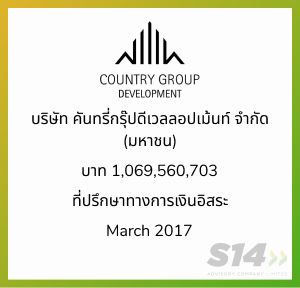 COUNTRY GROUP
DEVELOPMENT
บริษัท คันทรี่กรุ๊ปดีเวลลอปเม้นท์ จำกัด
(มหาชน)
บาท 1,069,560,703
ที่ปรึกษาทางการเงินอิสระ
March 2017
S14
ADVISORY COMPANY LIMITED